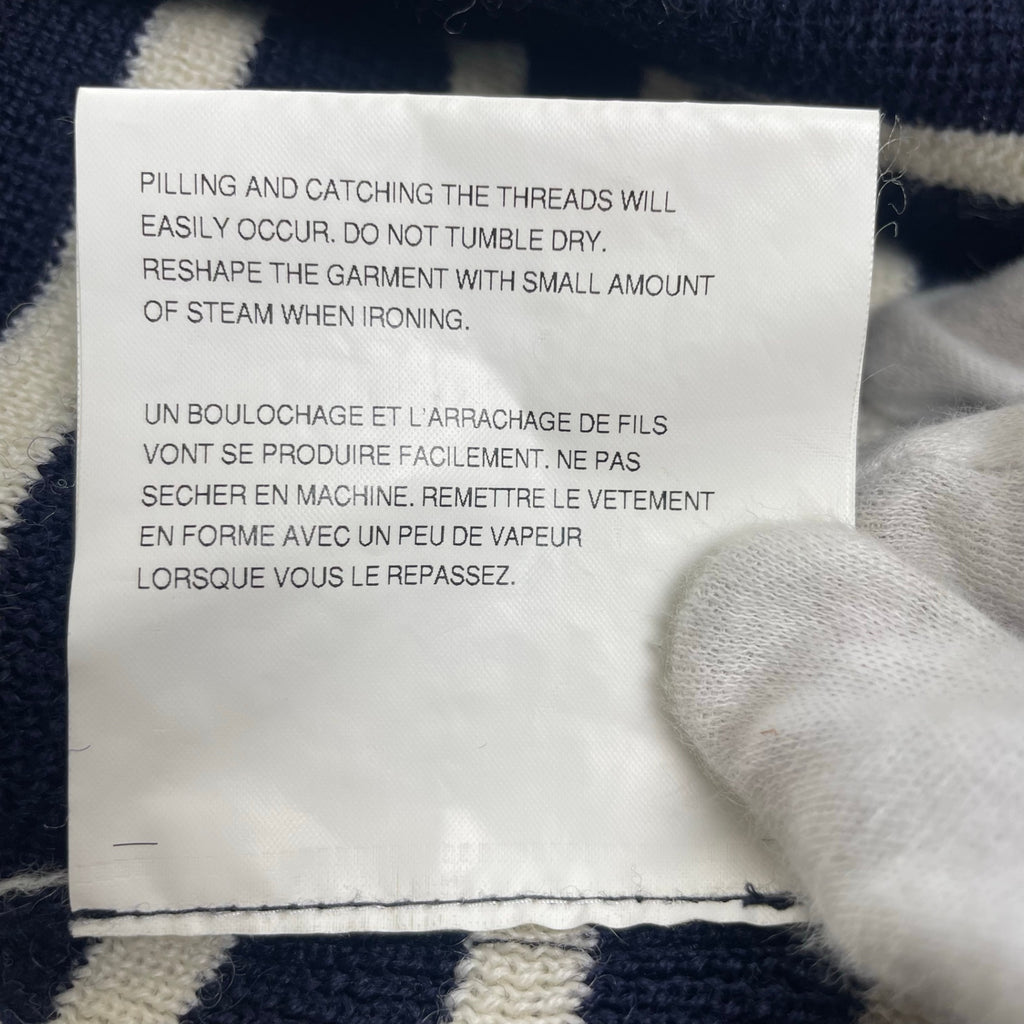 PILLING AND CATCHING THE THREADS WILL
EASILY OCCUR. DO NOT TUMBLE DRY.
RESHAPE THE GARMENT WITH SMALL AMOUNT
OF STEAM WHEN IRONING.
UN BOULOCHAGE ET L'ARRACHAGE DE FILS
VONT SE PRODUIRE FACILEMENT. NE PAS
SECHER EN MACHINE. REMETTRE LE VETEMENT
EN FORME AVEC UN PEU DE VAPEUR
LORSQUE VOUS LE REPASSEZ.